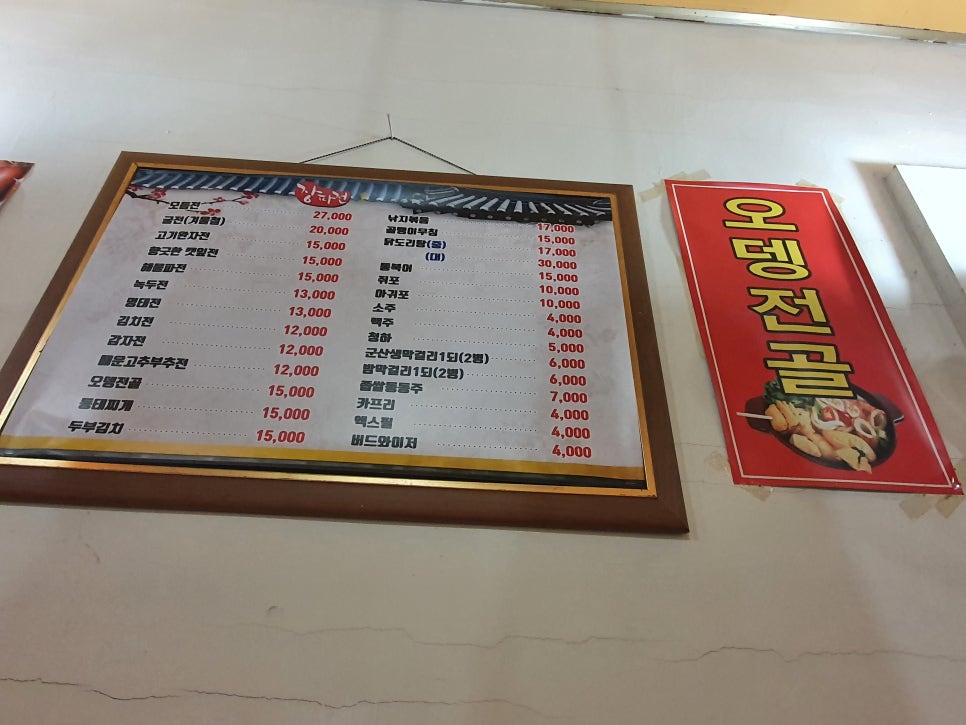 장파전
모듬전 27,000
굴전(겨울철) 20,000
고기완자전 15,000
향긋한 깻잎전 15,000
해물파전 15,000
녹두전 13,000
명태전 13,000
김치전 12,000
감자전 12,000
매운고추부추전 12,000
오뎅전골 15,000
동태찌게 15,000
두부김치 15,000
낙지볶음 17,000
골뱅이무침 15,000
닭도리탕(중) 17,000
(대) 30,000
통북어 15,000
쥐포 10,000
아귀포 10,000
소주 4,000
맥주 4,000
청하 5,000
군산생막걸리1되(2병) 6,000
밤막걸리1되(2병) 6,000
좁쌀동동주 7,000
카프리 4,000
엑스필 4,000
버드와이저 4,000
오뎅전골